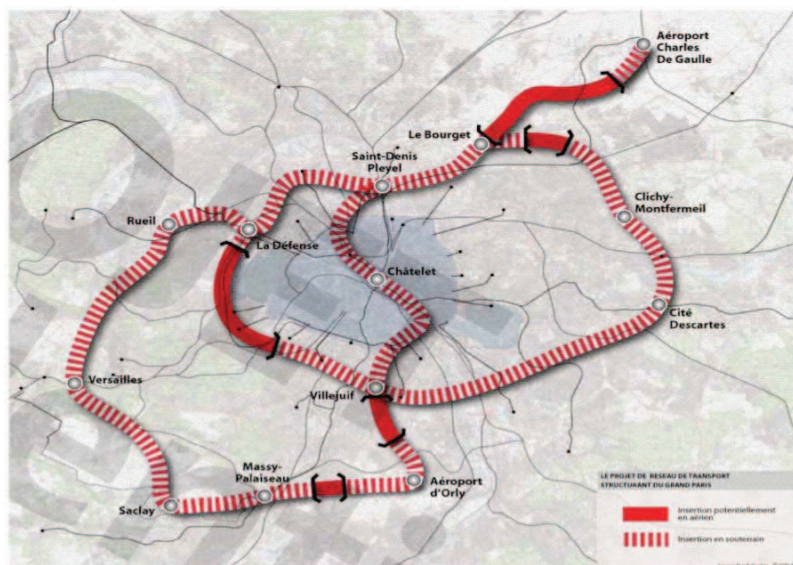 Aéroport
Charles
De Gaulle
Le Bourget
Saint-Denis
Pleyel
Rueil
La Défense
Clichy-
Montfermeil
Châtelet
Cité
Descartes
Versailles
Villejuif
Massy-
Palaiseau
Aéroport
d'Orly
Saclay
LE PROJET DE RESEAU DE TRANSPORT
STRUCTURANT DU GRAND PARIS
Insertion potentiellement
en aérien
Insertion en souterrain